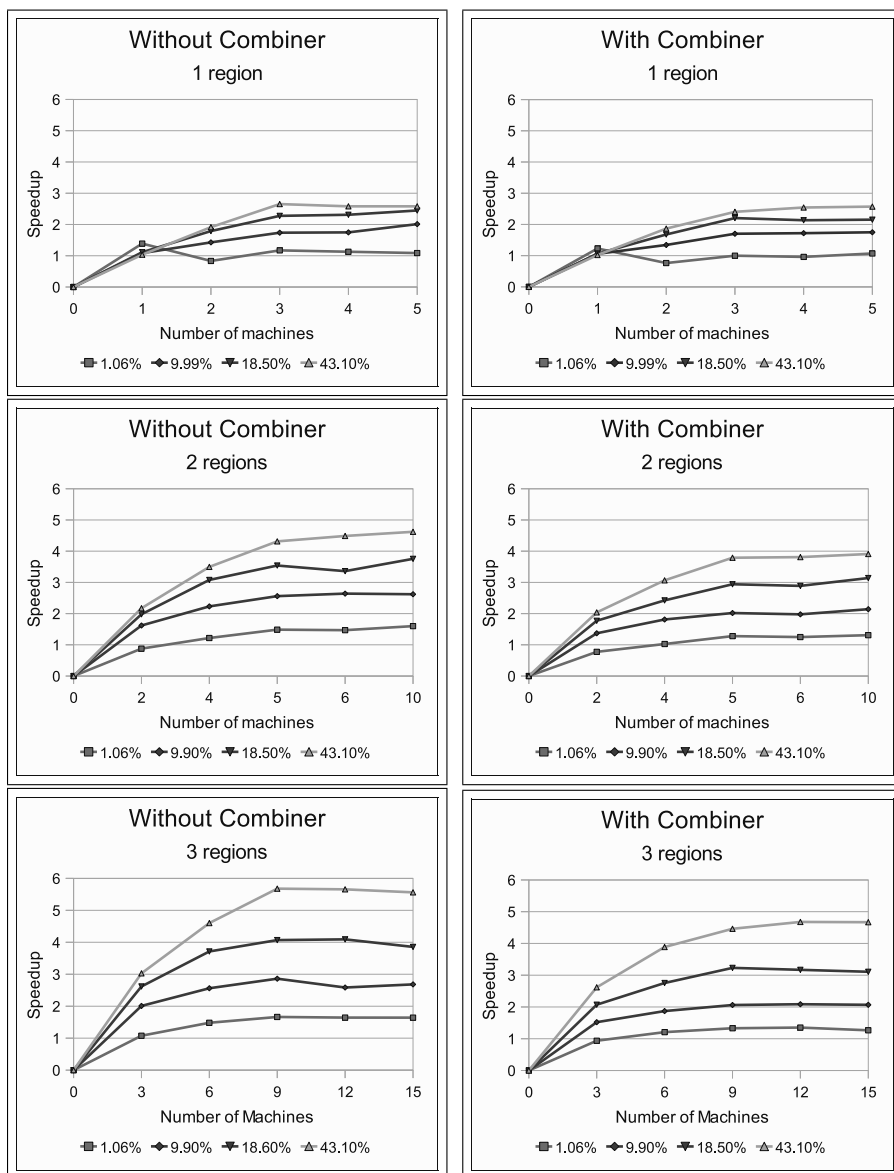 Without Combiner
1 region
6
5
4
3
2
1
0
Speedup
0 1 2 3 4 5
Number of machines
1.06% 9.99% 18.50% 43.10%
With Combiner
1 region
6
5
4
3
2
1
0
Speedup
0 1 2 3 4 5
Number of machines
1.06% 9.99% 18.50% 43.10%
Without Combiner
2 regions
6
5
4
3
2
1
0
Speedup
0 2 4 5 6 10
Number of machines
1.06% 9.90% 18.50% 43.10%
With Combiner
2 regions
6
5
4
3
2
1
0
Speedup
0 2 4 5 6 10
Number of machines
1.06% 9.90% 18.50% 43.10%
Without Combiner
3 regions
6
5
4
3
2
1
0
Speedup
0 3 6 9 12 15
Number of Machines
1.06% 9.90% 18.60% 43.10%
With Combiner
3 regions
6
5
4
3
2
1
0
Speedup
0 3 6 9 12 15
Number of Machines
1.06% 9.90% 18.50% 43.10%